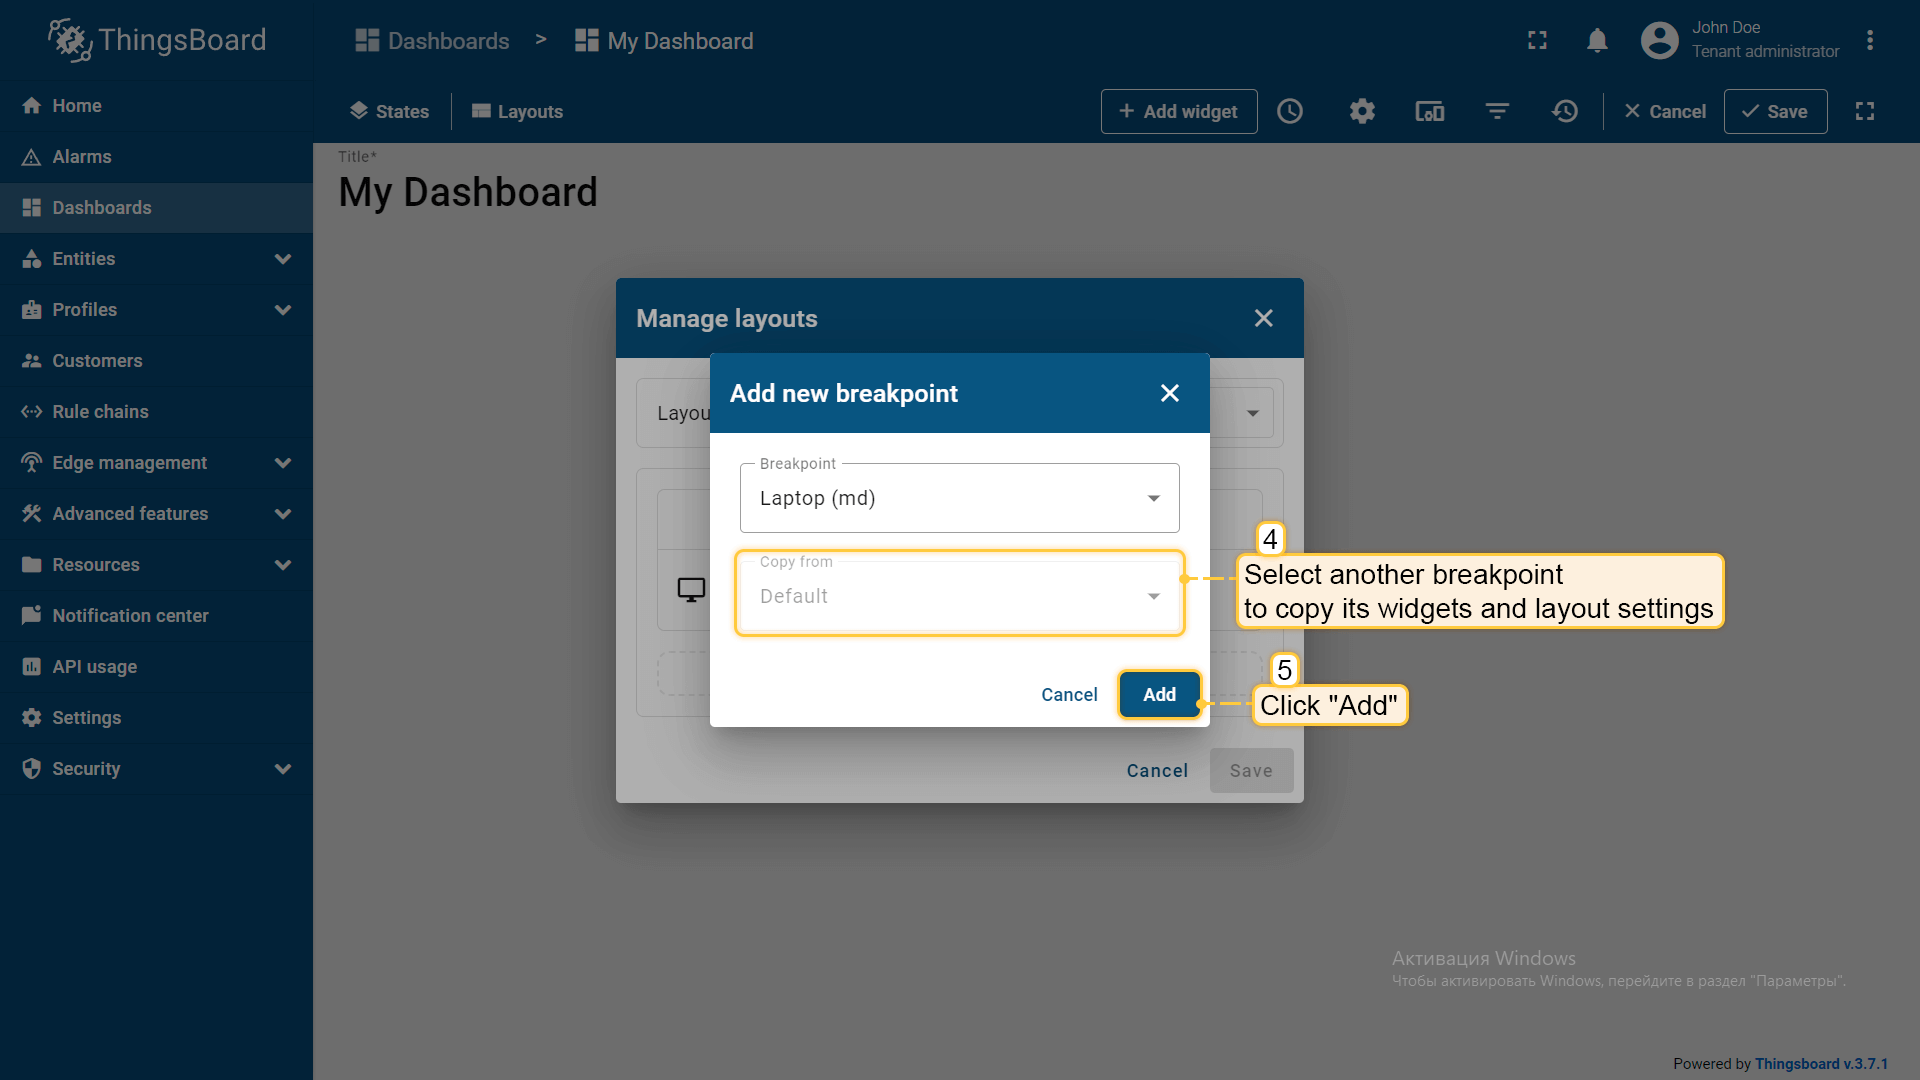 ThingsBoard
Dashboards > My Dashboard
John Doe
Tenant administrator
Home
Alarms
Dashboards
Entities
Profiles
Customers
Rule chains
Edge management
Advanced features
Resources
Notification center
API usage
Settings
Security
States
Layouts
+ Add widget
Cancel
Save
Title*
My Dashboard
Manage layouts
Layou
Add new breakpoint
Breakpoint
Laptop (md)
Copy from
Default
Cancel
Add
4
Select another breakpoint
to copy its widgets and layout settings
5
Click "Add"
Cancel
Save
Активация Windows
Чтобы активировать Windows, перейдите в раздел "Параметры".
Powered by Thingsboard v.3.7.1